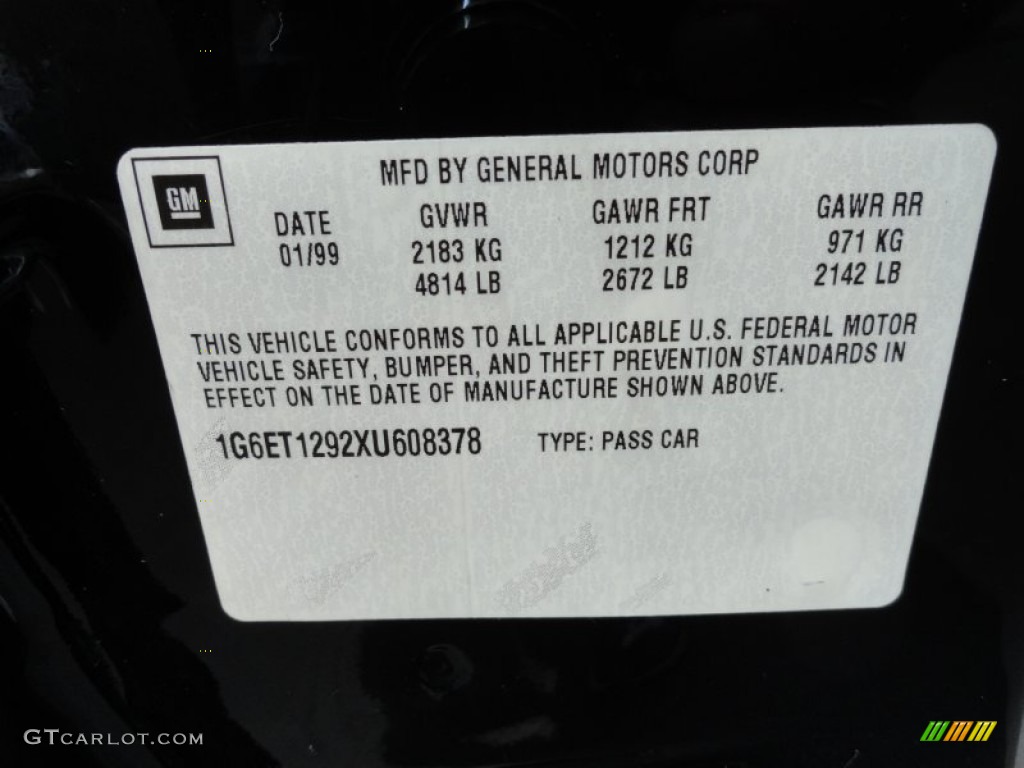 MFD BY GENERAL MOTORS CORP
GM
DATE GVWR GAWR FRT GAWR RR
01/99 2183 KG 1212 KG 971 KG
4814 LB 2672 LB 2142 LB
THIS VEHICLE CONFORMS TO ALL APPLICABLE U.S. FEDERAL MOTOR
VEHICLE SAFETY, BUMPER, AND THEFT PREVENTION STANDARDS IN
EFFECT ON THE DATE OF MANUFACTURE SHOWN ABOVE.
1G6ET1292XU608378 TYPE: PASS CAR
GTCARLOT.COM